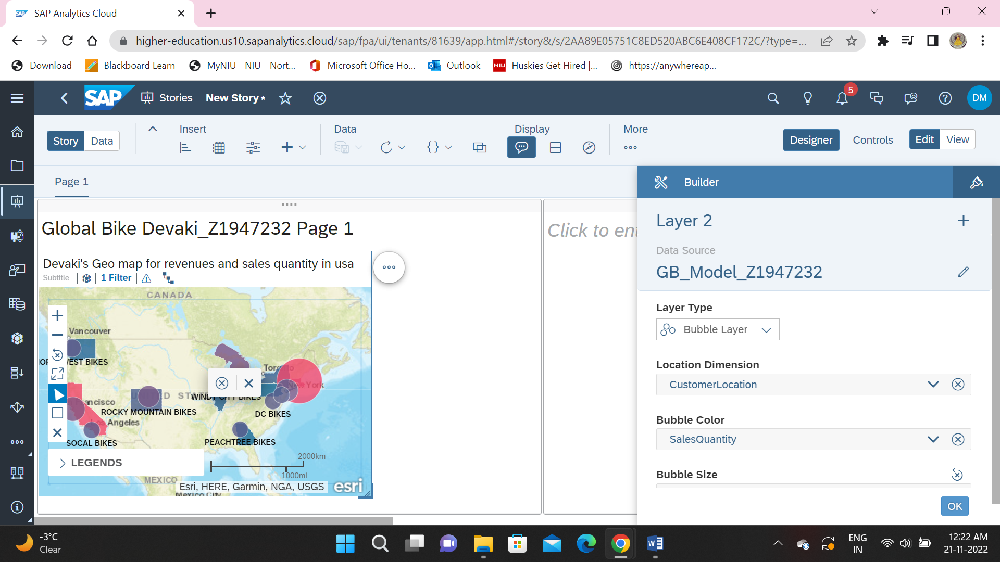 SAP Analytics Cloud
higher-education.us10.sapanalytics.cloud/sap/fpa/ui/tenants/81639/app.html#/story&/s/2AA89E05751C8ED520ABC6E408CF172C/?type=...
Download
Blackboard Learn
MyNIU - NIU - Nort...
Microsoft Office Ho...
Outlook
NIU
Huskies Get Hired |...
https://anywhereap...
SAP
Stories
New Story*
5
DM
Story
Data
Insert
Data
Display
More
Designer
Controls
Edit
View
Page 1
Builder
Global Bike Devaki_Z1947232 Page 1
Click to ent
Devaki's Geo map for revenues and sales quantity in usa
Subtitle
1 Filter
CANADA
Vancouver
EST BIKES
Toronto
New York
WINDY CITY BIKES
ROCKY MOUNTAIN BIKES
DC BIKES
ncisco
Angeles
SOCAL BIKES
PEACHTREE BIKES
LEGENDS
2000km
1000mi
MÉXICO
Mexico City
Esri, HERE, Garmin, NGA, USGS
esri
Layer 2
Data Source
GB_Model_Z1947232
Layer Type
Bubble Layer
Location Dimension
CustomerLocation
Bubble Color
SalesQuantity
Bubble Size
OK
-3°C
Clear
ENG
IN
12:22 AM
21-11-2022